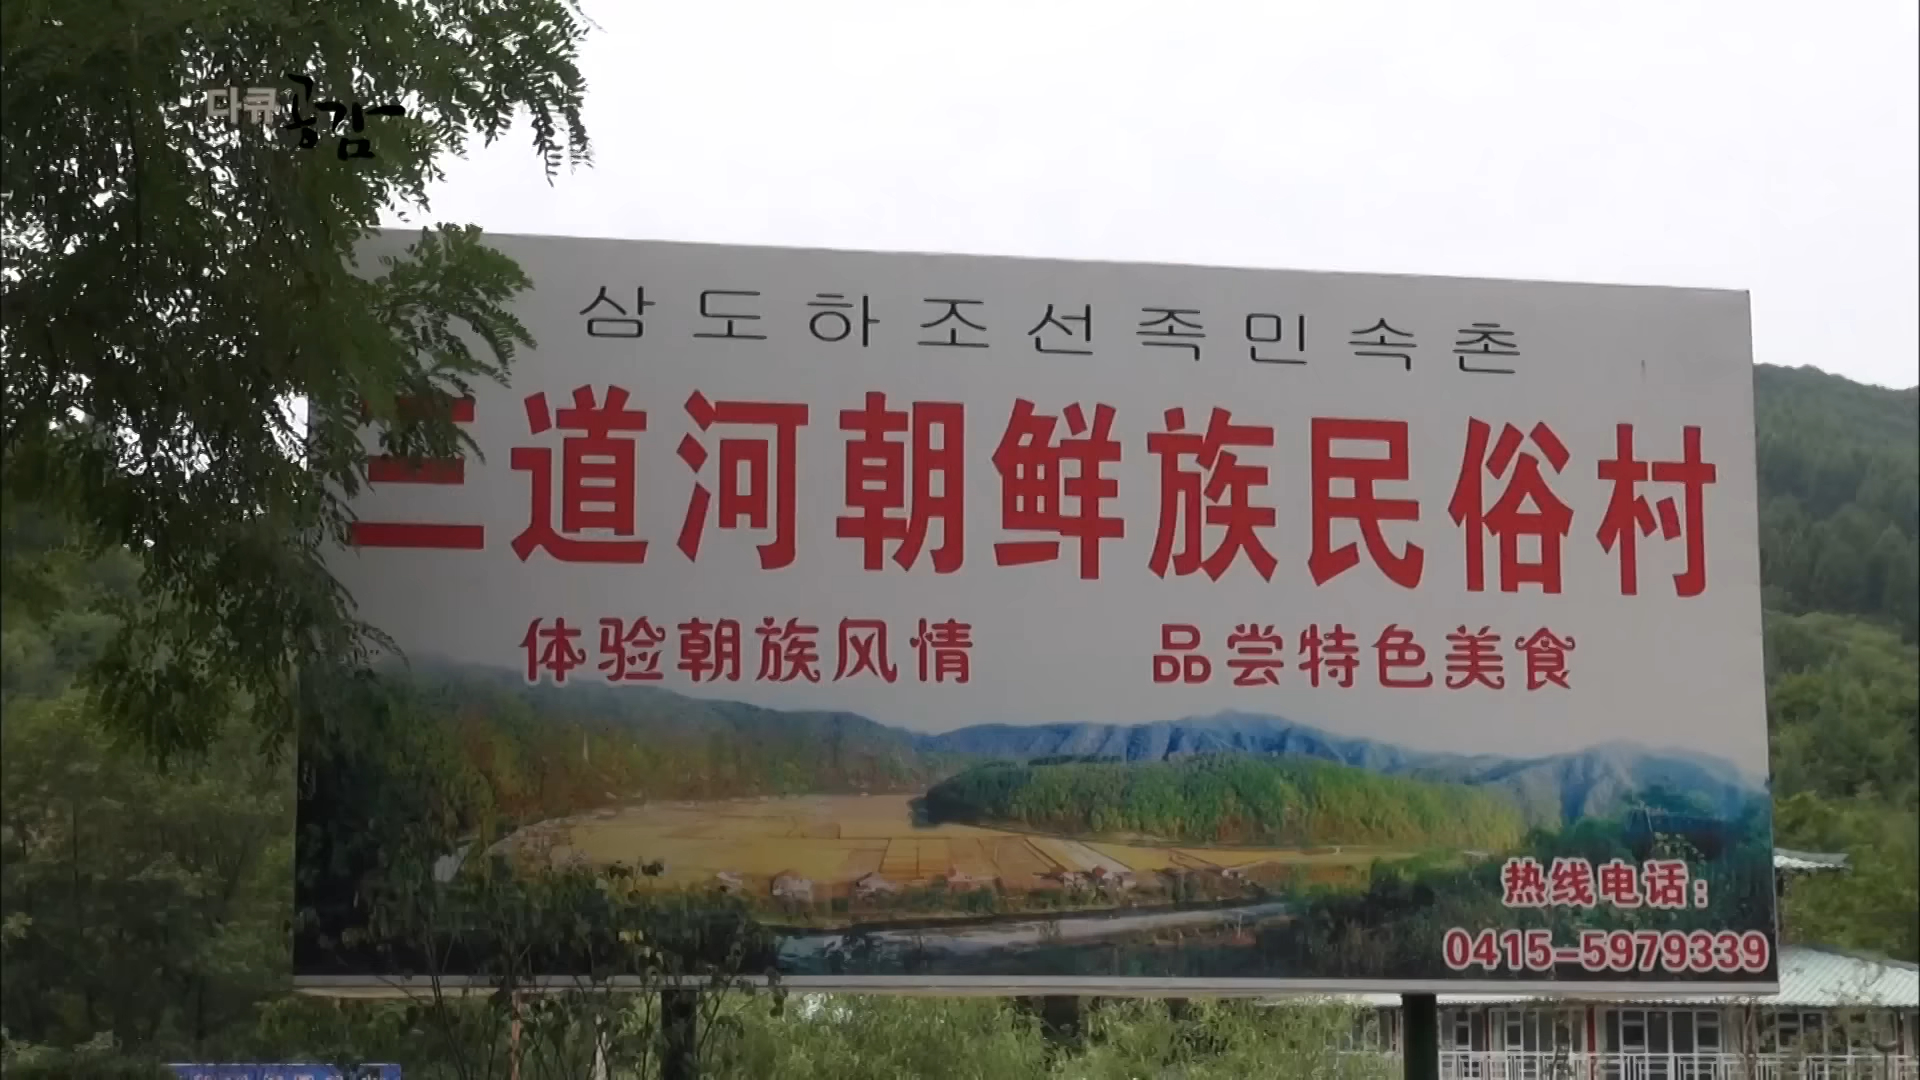 다큐 공감
삼도하조선족민속촌
三道河朝鲜族民俗村
体验朝族风情 品尝特色美食
热线电话:
0415-5979339